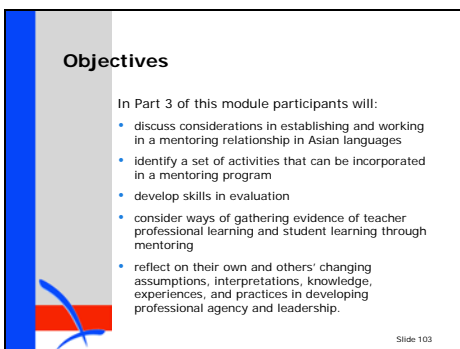 Objectives
In Part 3 of this module participants will:
• discuss considerations in establishing and working
in a mentoring relationship in Asian languages
• identify a set of activities that can be incorporated
in a mentoring program
• develop skills in evaluation
• consider ways of gathering evidence of teacher
professional learning and student learning through
mentoring
• reflect on their own and others' changing
assumptions, interpretations, knowledge,
experiences, and practices in developing
professional agency and leadership.
Slide 103